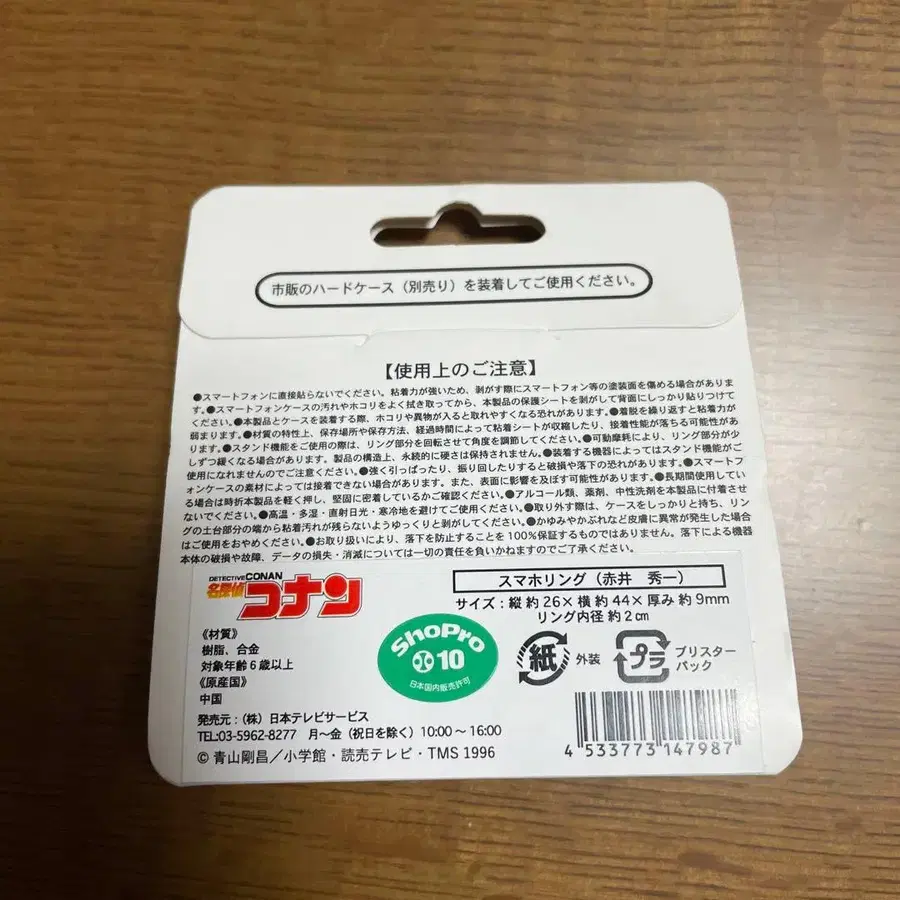 市販のハードケース（別売り）を装着してご使用ください。
【使用上のご注意】
●スマートフォンに直接貼らないでください。粘着力が強いため、剥がす際にスマートフォン等の塗装面を傷める場合がありま
す。●スマートフォンケースの汚れやホコリをよく拭き取ってから、本製品の保護シートを剥がして背面にしっかり貼りつけて
ください。●本製品とケースを装着する際、ホコリや異物が入ると取れやすくなる恐れがあります。●着脱を繰り返すと粘着力が
弱まります。●材質の特性上、保存場所や保存方法、経過時間によって粘着シートが収縮したり、接着性能が落ちる可能性があ
ります。●スタンド機能をご使用の際は、リング部分を回転させて角度を調節してください。●可動摩耗により、リング部分が少
しずつ緩くなる場合があります。製品の構造上、永続的に硬さは保持されません。●装着する機器によってはスタンド機能がご
使用になれませんのでご注意ください。●強く引っぱったり、振り回したりすると破損や落下の恐れがあります。●スマートフ
ォンケースの素材によっては接着できない場合があります。また、表面に影響を及ぼす可能性があります。●長期間使用してい
る場合は時折本製品を軽く押し、堅固に密着しているかご確認ください。●アルコール類、薬剤、中性洗剤を本製品に付着させ
ないでください。●高温・多湿・直射日光・寒冷地を避けてご使用ください。●取り外す際は、ケースをしっかりと持ち、リン
グの土台部分の端から粘着汚れが残らないようゆっくりと剥がしてください。●かゆみやかぶれなど皮膚に異常が発生した場合
はご使用をおやめください。●お取り扱いにより、落下を防止することを100%保証するものではありません。落下による機器
本体の破損や故障、データの損失・消滅については一切の責任を負いかねますのでご了承ください。
DETECTIVE CONAN
名探偵コナン
スマホリング（赤井 秀一）
サイズ：縦 約 26× 横 約 44× 厚み 約 9mm
リング内径 約 2㎝
《材質》
樹脂、合金
対象年齢 6 歳以上
《原産国》
中国
ShoPro
10
日本国内販売許可
紙 外装
プラ ブリスター
パック
発売元：（株）日本テレビサービス
TEL:03-5962-8277 月〜金（祝日を除く）10:00〜16:00
© 青山剛昌／小学館・読売テレビ・TMS 1996
4 533773 147987